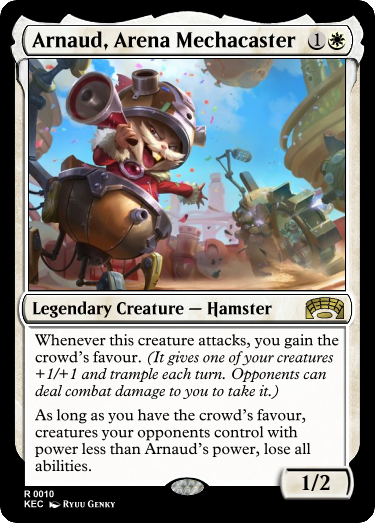 Arnaud, Arena Mechacaster 1
Legendary Creature — Hamster
Whenever this creature attacks, you gain the
crowd's favour. (It gives one of your creatures
+1/+1 and trample each turn. Opponents can
deal combat damage to you to take it.)
As long as you have the crowd's favour,
creatures your opponents control with
power less than Arnaud's power, lose all
abilities.
1/2
R 0010
KEC Ryuu Genky